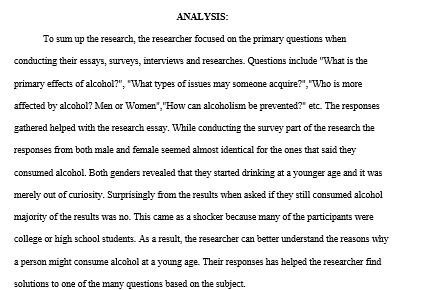 ANALYSIS:
To sum up the research, the researcher focused on the primary questions when
conducting their essays, surveys, interviews and researches. Questions include "What is the
primary effects of alcohol?", "What types of issues may someone acquire?","Who is more
affected by alcohol? Men or Women","How can alcoholism be prevented?" etc. The responses
gathered helped with the research essay. While conducting the survey part of the research the
responses from both male and female seemed almost identical for the ones that said they
consumed alcohol. Both genders revealed that they started drinking at a younger age and it was
merely out of curiosity. Surprisingly from the results when asked if they still consumed alcohol
majority of the results was no. This came as a shocker because many of the participants were
college or high school students. As a result, the researcher can better understand the reasons why
a person might consume alcohol at a young age. Their responses has helped the researcher find
solutions to one of the many questions based on the subject.